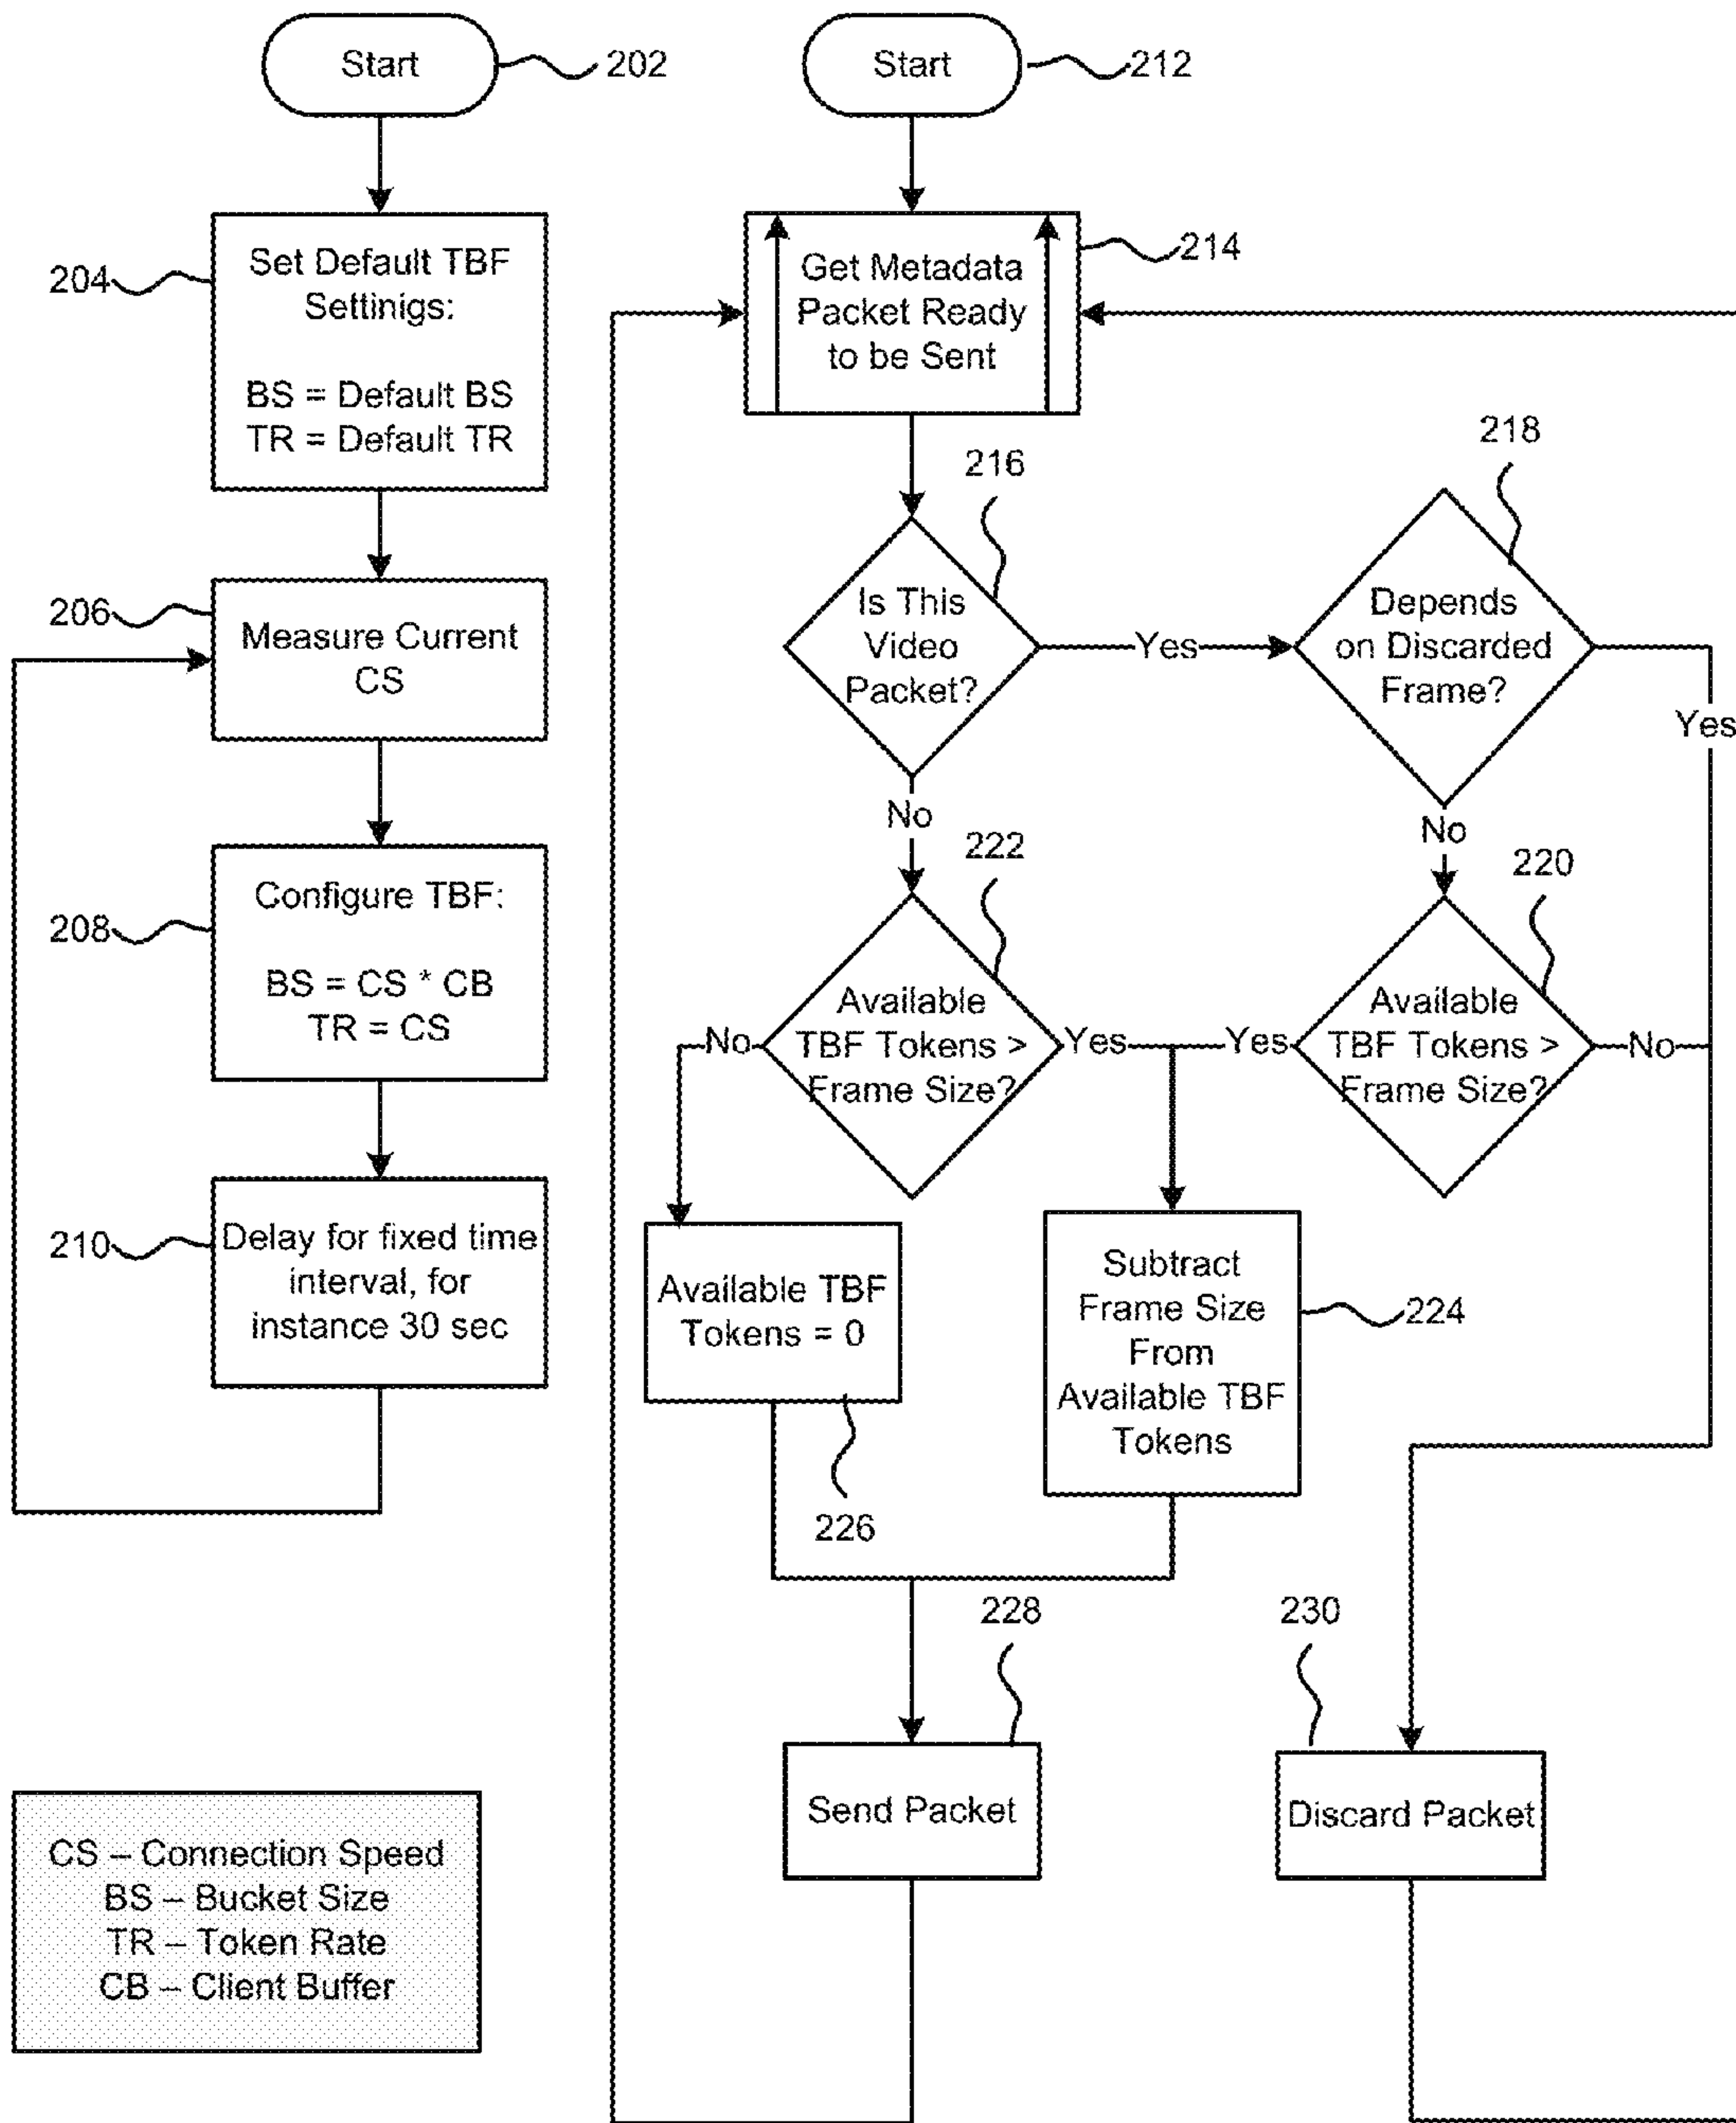 Start
202
Set Default TBF
Settinigs:
BS = Default BS
TR = Default TR
204
206
Measure Current
CS
208
Configure TBF:
BS = CS * CB
TR = CS
210
Delay for fixed time
interval, for
instance 30 sec
CS – Connection Speed
BS – Bucket Size
TR – Token Rate
CB – Client Buffer
Start
212
Get Metadata
Packet Ready
to be Sent
214
216
Is This
Video
Packet?
Yes
218
Depends
on Discarded
Frame?
Yes
No
No
222
Available
TBF Tokens >
Frame Size?
No
Yes
220
Available
TBF Tokens >
Frame Size?
Yes
No
Available TBF
Tokens = 0
226
Subtract
Frame Size
From
Available TBF
Tokens
224
228
Send Packet
230
Discard Packet